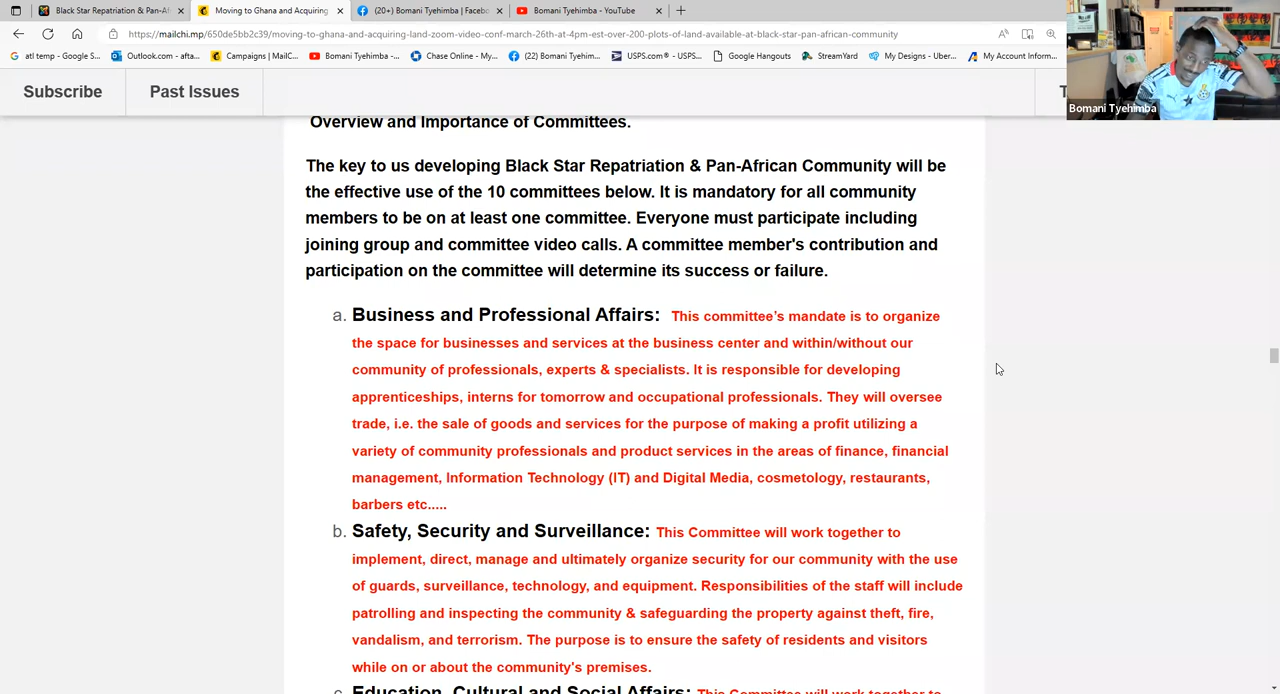 Black Star Repatriation & Pan-Af
Moving to Ghana and Acquiring
(20+) Bomani Tyehimba | Facebo
Bomani Tyehimba - YouTube
https://mailchi.mp/650de5bb2c39/moving-to-ghana-and-acquiring-land-zoom-video-conf-march-26th-at-4pm-est-over-200-plots-of-land-available-at-black-star-pan-african-community
atl temp - Google S...
Outlook.com - afta...
Campaigns | MailC...
Bomani Tyehimba -...
Chase Online - My...
(22) Bomani Tyehim...
USPS.com® - USPS...
Google Hangouts
StreamYard
My Designs - Uber...
My Account Inform...
Bomani Tyehimba
Subscribe
Past Issues
Overview and Importance of Committees.
The key to us developing Black Star Repatriation & Pan-African Community will be
the effective use of the 10 committees below. It is mandatory for all community
members to be on at least one committee. Everyone must participate including
joining group and committee video calls. A committee member's contribution and
participation on the committee will determine its success or failure.
a. Business and Professional Affairs: This committee's mandate is to organize
the space for businesses and services at the business center and within/without our
community of professionals, experts & specialists. It is responsible for developing
apprenticeships, interns for tomorrow and occupational professionals. They will oversee
trade, i.e. the sale of goods and services for the purpose of making a profit utilizing a
variety of community professionals and product services in the areas of finance, financial
management, Information Technology (IT) and Digital Media, cosmetology, restaurants,
barbers etc.....
b. Safety, Security and Surveillance: This Committee will work together to
implement, direct, manage and ultimately organize security for our community with the use
of guards, surveillance, technology, and equipment. Responsibilities of the staff will include
patrolling and inspecting the community & safeguarding the property against theft, fire,
vandalism, and terrorism. The purpose is to ensure the safety of residents and visitors
while on or about the community's premises.
c. Education, Cultural and Social Affairs: This Committee will work together to